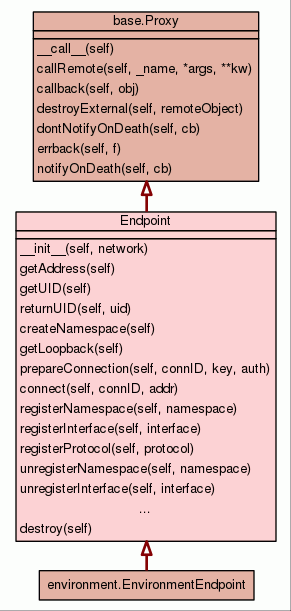 base.Proxy
__call__(self)
callRemote(self, _name, *args, **kw)
callback(self, obj)
destroyExternal(self, remoteObject)
dontNotifyOnDeath(self, cb)
errback(self, f)
notifyOnDeath(self, cb)
Endpoint
__init__(self, network)
getAddress(self)
getUID(self)
returnUID(self, uid)
createNamespace(self)
getLoopback(self)
prepareConnection(self, connID, key, auth)
connect(self, connID, addr)
registerNamespace(self, namespace)
registerInterface(self, interface)
registerProtocol(self, protocol)
unregisterNamespace(self, namespace)
unregisterInterface(self, interface)
...
destroy(self)
environment.EnvironmentEndpoint